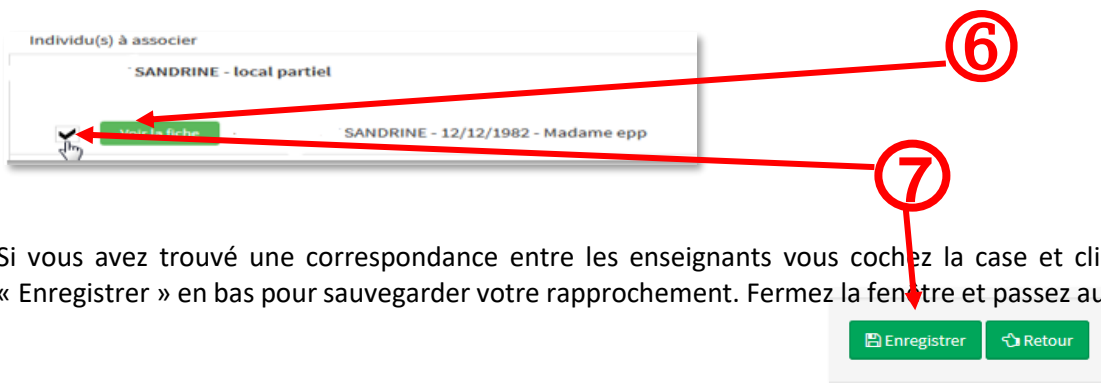 Individu(s) à associer
SANDRINE - local partiel
6
Voir la fiche
SANDRINE - 12/12/1982 - Madame epp
7
Si vous avez trouvé une correspondance entre les enseignants vous cochez la case et cli
« Enregistrer » en bas pour sauvegarder votre rapprochement. Fermez la fenêtre et passez au
Enregistrer Retour